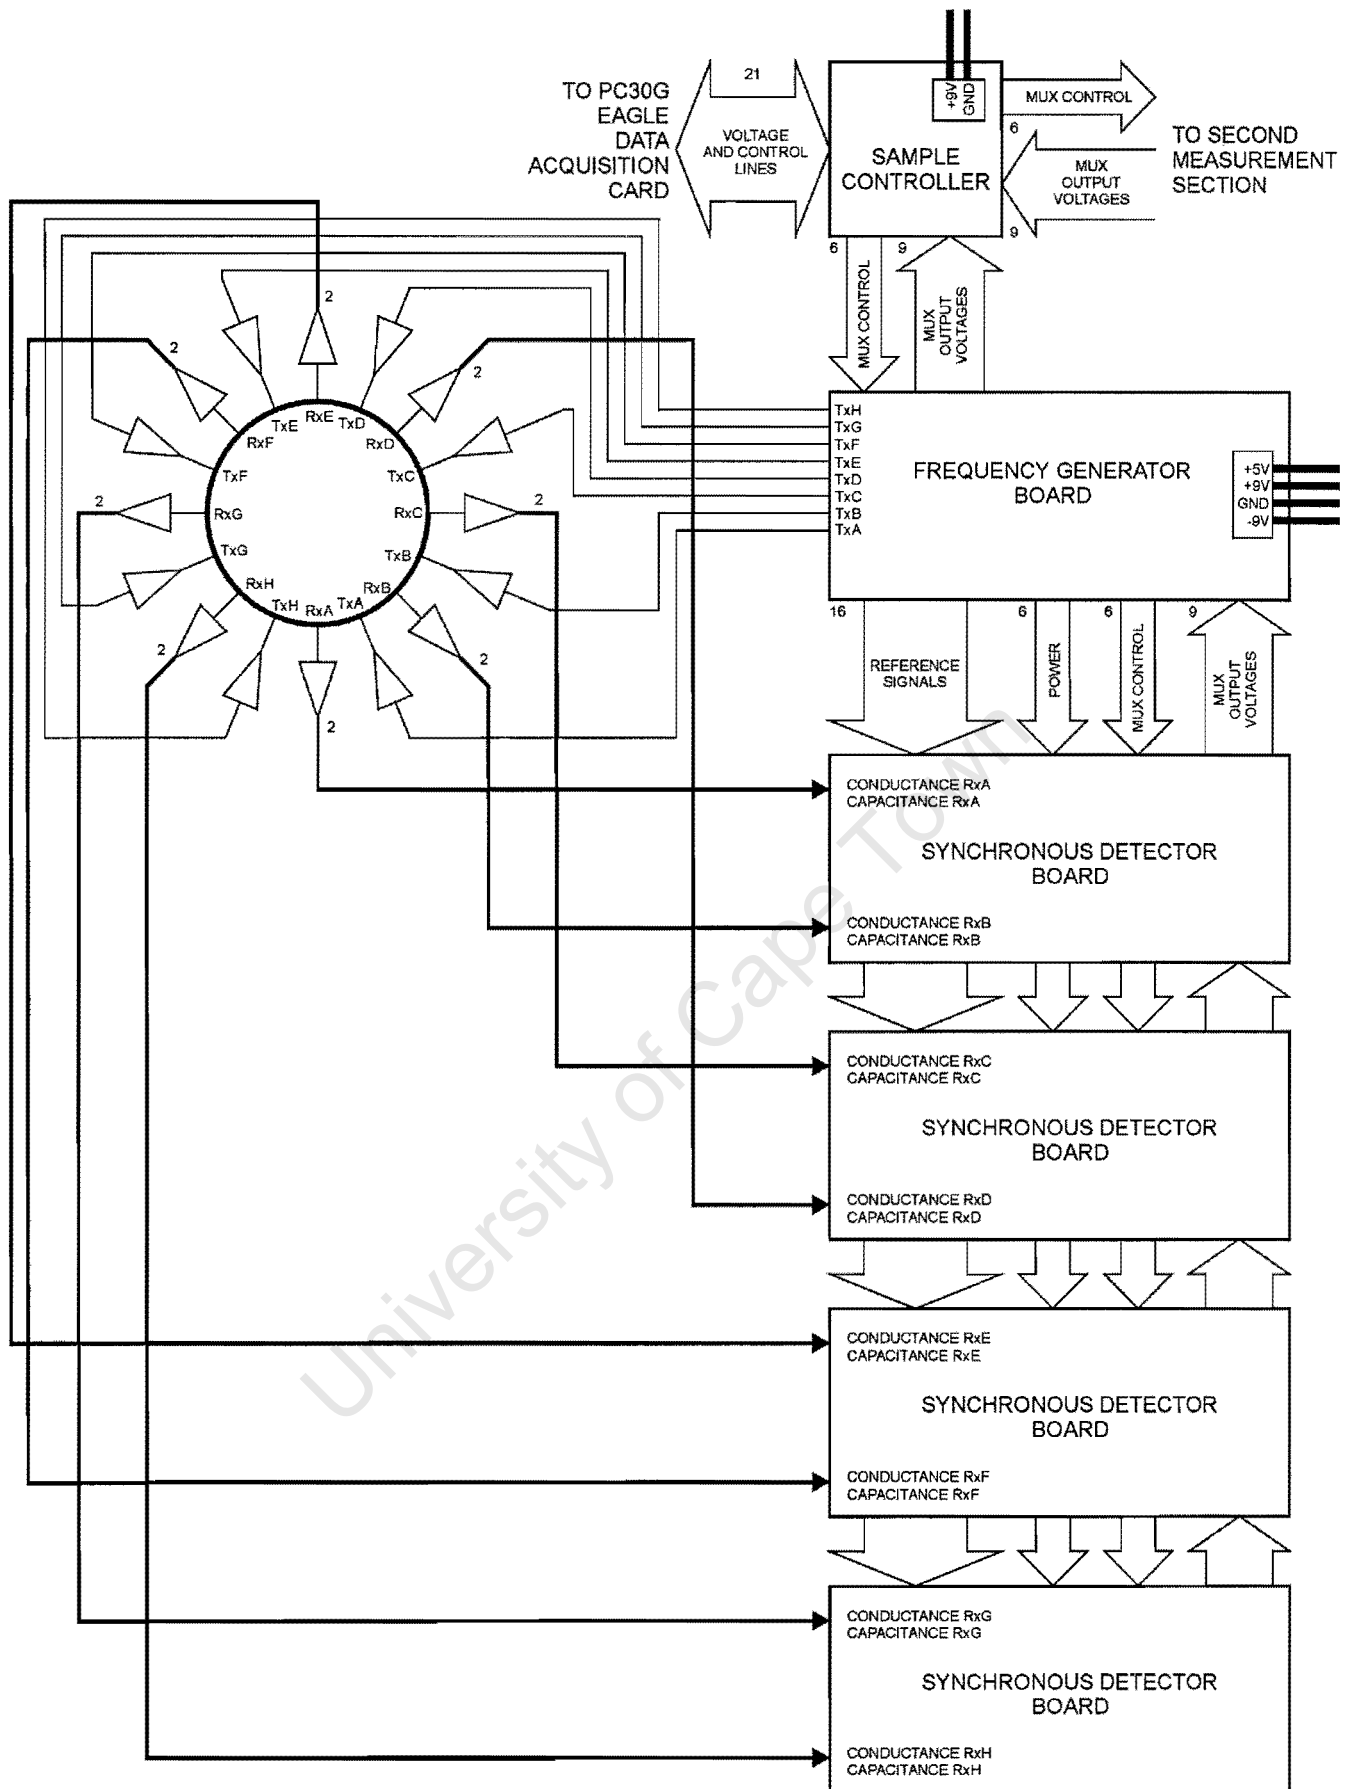 TO PC30G
EAGLE
DATA
ACQUISITION
CARD
21
VOLTAGE
AND CONTROL
LINES
+9V
GND
SAMPLE
CONTROLLER
MUX CONTROL
6
MUX
OUTPUT
VOLTAGES
9
TO SECOND
MEASUREMENT
SECTION
6
MUX CONTROL
9
MUX
OUTPUT
VOLTAGES
2
2
2
2
2
2
2
2
RxE
TxD
RxD
TxC
RxC
TxB
RxB
TxA
RxA
TxH
RxH
TxG
RxG
TxF
RxF
TxE
TxH
TxG
TxF
TxE
TxD
TxC
TxB
TxA
FREQUENCY GENERATOR
BOARD
+5V
+9V
GND
-9V
16
REFERENCE
SIGNALS
6
POWER
6
MUX CONTROL
9
MUX
OUTPUT
VOLTAGES
CONDUCTANCE RxA
CAPACITANCE RxA
SYNCHRONOUS DETECTOR
BOARD
CONDUCTANCE RxB
CAPACITANCE RxB
CONDUCTANCE RxC
CAPACITANCE RxC
SYNCHRONOUS DETECTOR
BOARD
CONDUCTANCE RxD
CAPACITANCE RxD
CONDUCTANCE RxE
CAPACITANCE RxE
SYNCHRONOUS DETECTOR
BOARD
CONDUCTANCE RxF
CAPACITANCE RxF
CONDUCTANCE RxG
CAPACITANCE RxG
SYNCHRONOUS DETECTOR
BOARD
CONDUCTANCE RxH
CAPACITANCE RxH
University of Cape Town